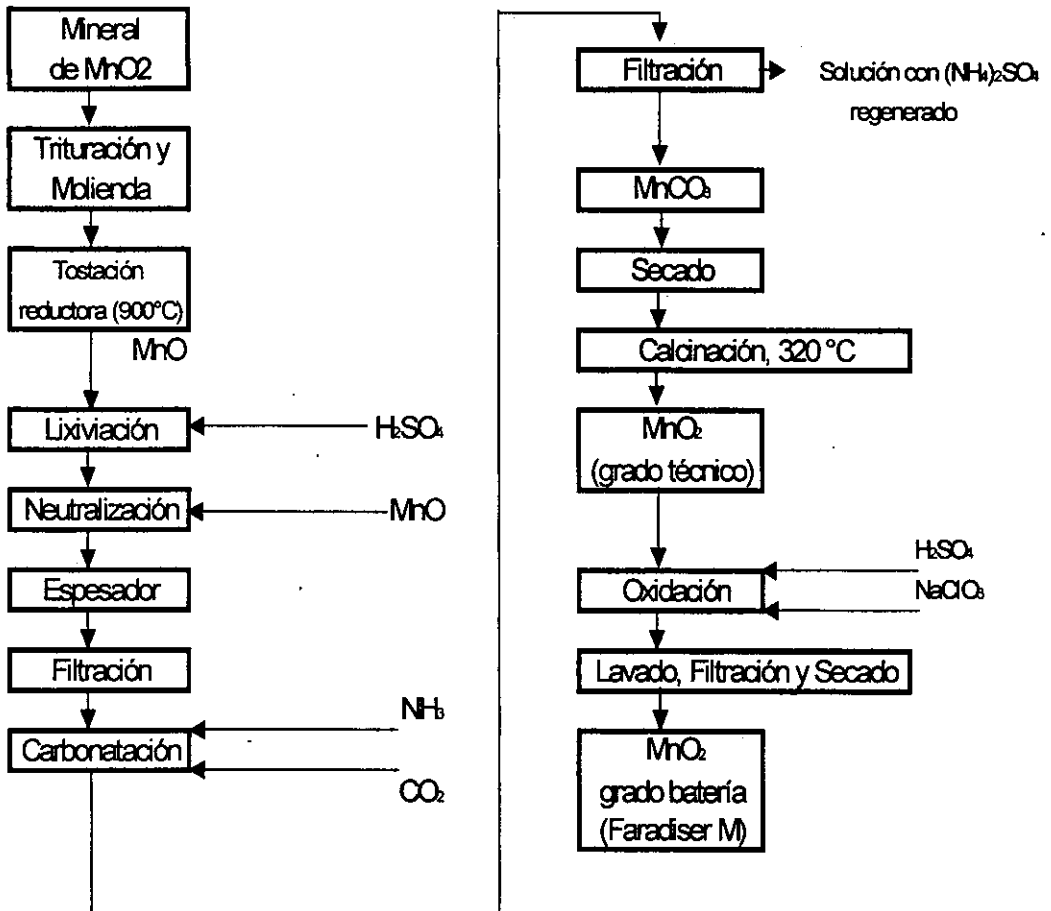 Mineral
de MnO2
Trituración y
Molienda
Tostación
reductora (900°C)
MnO
Lixiviación
H₂SO₄
Neutralización
MnO
Espesador
Filtración
NH₃
Carbonatación
CO₂
Filtración
Solución con (NH₄)₂SO₄
regenerado
MnCO₃
Secado
Calcinación, 320 °C
MnO₂
(grado técnico)
H₂SO₄
Oxidación
NaClO₃
Lavado, Filtración y Secado
MnO₂
grado batería
(Faradiser M)